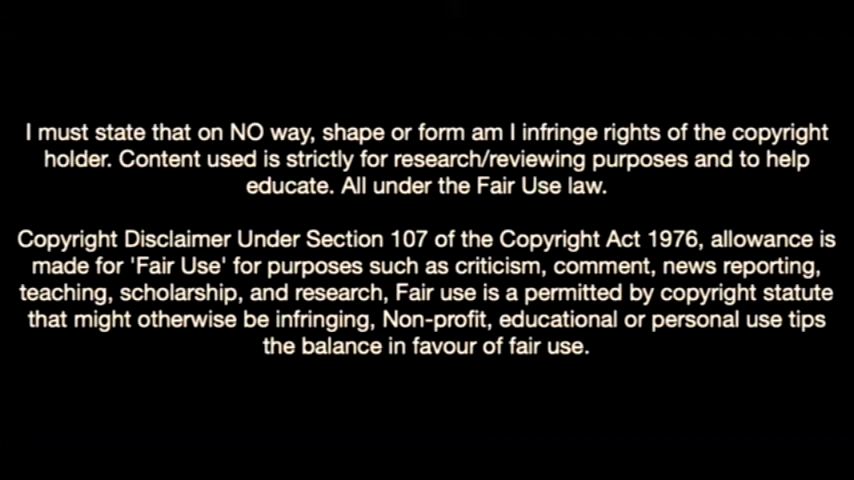 I must state that on NO way, shape or form am I infringe rights of the copyright
holder. Content used is strictly for research/reviewing purposes and to help
educate. All under the Fair Use law.
Copyright Disclaimer Under Section 107 of the Copyright Act 1976, allowance is
made for 'Fair Use' for purposes such as criticism, comment, news reporting,
teaching, scholarship, and research, Fair use is a permitted by copyright statute
that might otherwise be infringing, Non-profit, educational or personal use tips
the balance in favour of fair use.